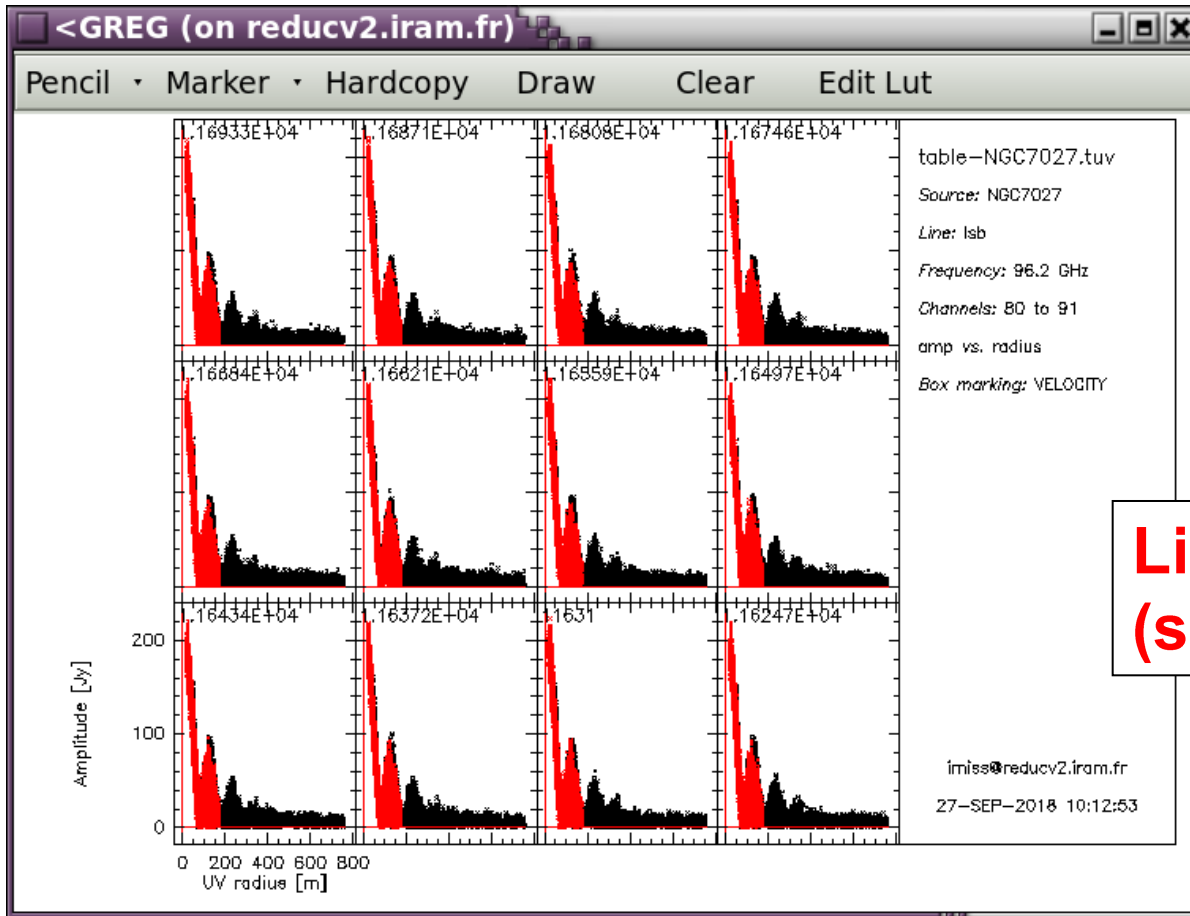 <GREG (on reducv2.iram.fr)
Pencil Marker Hardcopy Draw Clear Edit Lut
.16933E+04 .16871E+04 .16808E+04 .16746E+04
.16684E+04 .16621E+04 .16559E+04 .16497E+04
.16434E+04 .16372E+04 .1631 .16247E+04
200
100
0
Amplitude [Jy]
0 200 400 600 800
UV radius [m]
table-NGC7027.tuv
Source: NGC7027
Line: lsb
Frequency: 96.2 GHz
Channels: 80 to 91
amp vs. radius
Box marking: VELOCITY
Li
(s
imiss@reducv2.iram.fr
27-SEP-2018 10:12:53